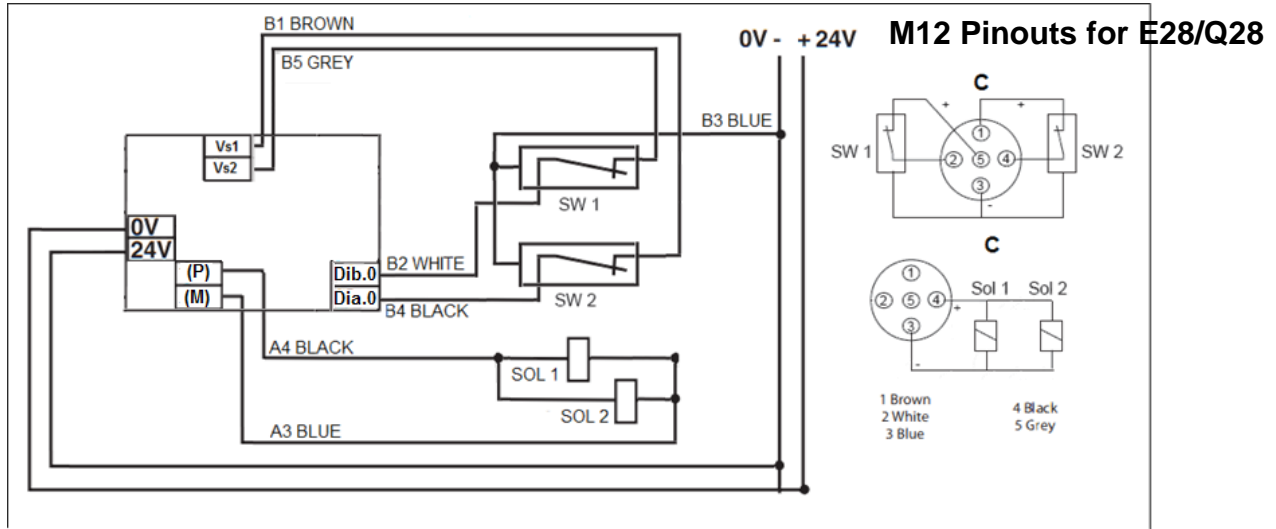 M12 Pinouts for E28/Q28
B1 BROWN
0V - + 24V
B5 GREY
B3 BLUE
Vs1
Vs2
SW 1
0V
24V
(P)
(M)
B2 WHITE
Dib.0
Dia.0
SW 2
B4 BLACK
A4 BLACK
SOL 1
SOL 2
A3 BLUE
C
+ +
1
SW 1
2 5 4
SW 2
3
-
C
1
Sol 1 Sol 2
2 5 4
+
3
-
1 Brown
2 White
3 Blue
4 Black
5 Grey